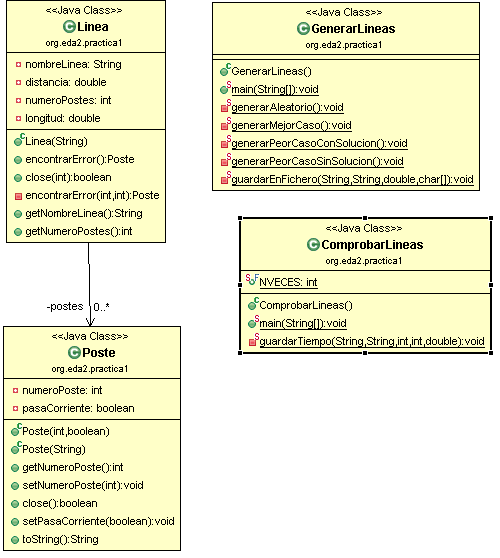 <<Java Class>>
Linea
org.eda2.practica1
nombreLinea: String
distancia: double
numeroPostes: int
longitud: double
Linea(String)
encontrarError():Poste
close(int):boolean
encontrarError(int,int):Poste
getNombreLinea():String
getNumeroPostes():int
-postes 0..*
<<Java Class>>
Poste
org.eda2.practica1
numeroPoste: int
pasaCorriente: boolean
Poste(int,boolean)
Poste(String)
getNumeroPoste():int
setNumeroPoste(int):void
close():boolean
setPasaCorriente(boolean):void
toString():String
<<Java Class>>
GenerarLineas
org.eda2.practica1
GenerarLineas()
main(String[]):void
generarAleatorio():void
generarMejorCaso():void
generarPeorCasoConSolucion():void
generarPeorCasoSinSolucion():void
guardarEnFichero(String,String,double,char[]):void
<<Java Class>>
ComprobarLineas
org.eda2.practica1
NVECES: int
ComprobarLineas()
main(String[]):void
guardarTiempo(String,String,int,int,double):void